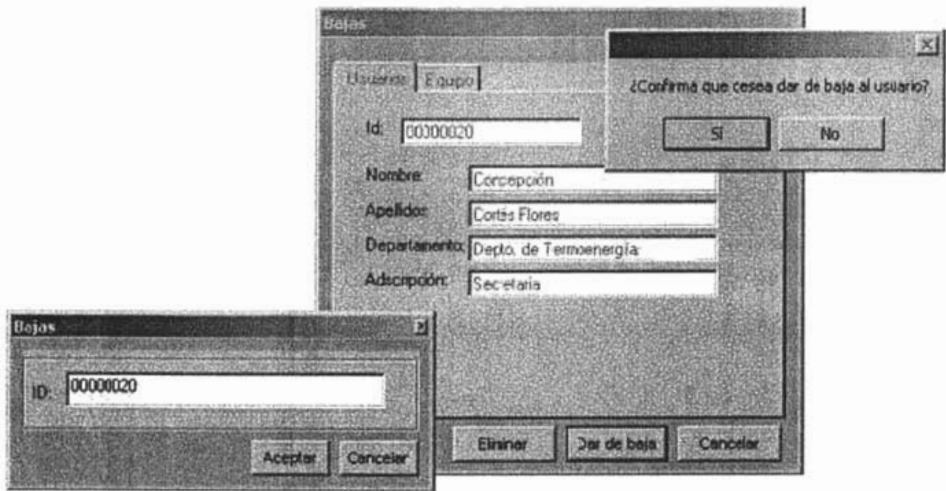 Bajas
Usuarios Equipo
Id: 00000020
Nombre: Concepción
Apellidos: Cortés Flores
Departamento: Depto. de Termoenergía
Adscripción: Secretaria
Eliminar Dar de baja Cancelar
¿Confirma que cesea dar de baja al usuario?
Sí No
Bajas
ID: 00000020
Aceptar Cancelar